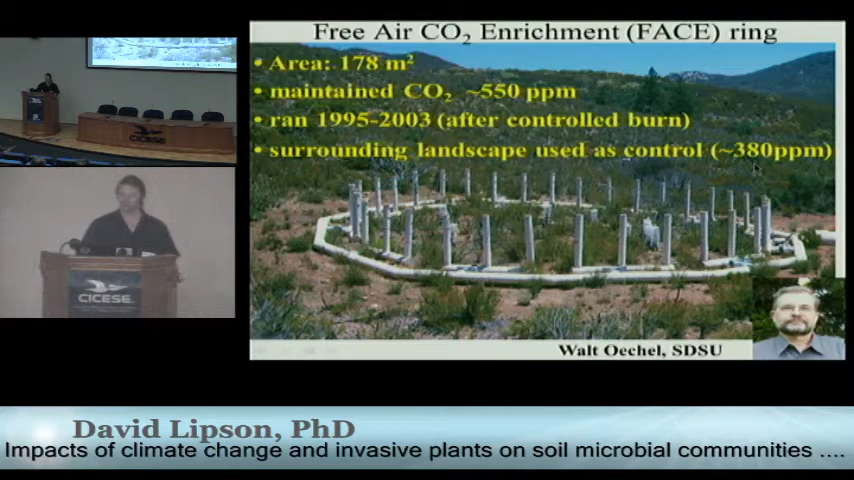 Free Air CO₂ Enrichment (FACE) ring
• Area: 178 m²
• maintained CO₂ ~550 ppm
• ran 1995-2003 (after controlled burn)
• surrounding landscape used as control (~380ppm)
Walt Oechel, SDSU
CICESE
CICESE
David Lipson, PhD
Impacts of climate change and invasive plants on soil microbial communities ....